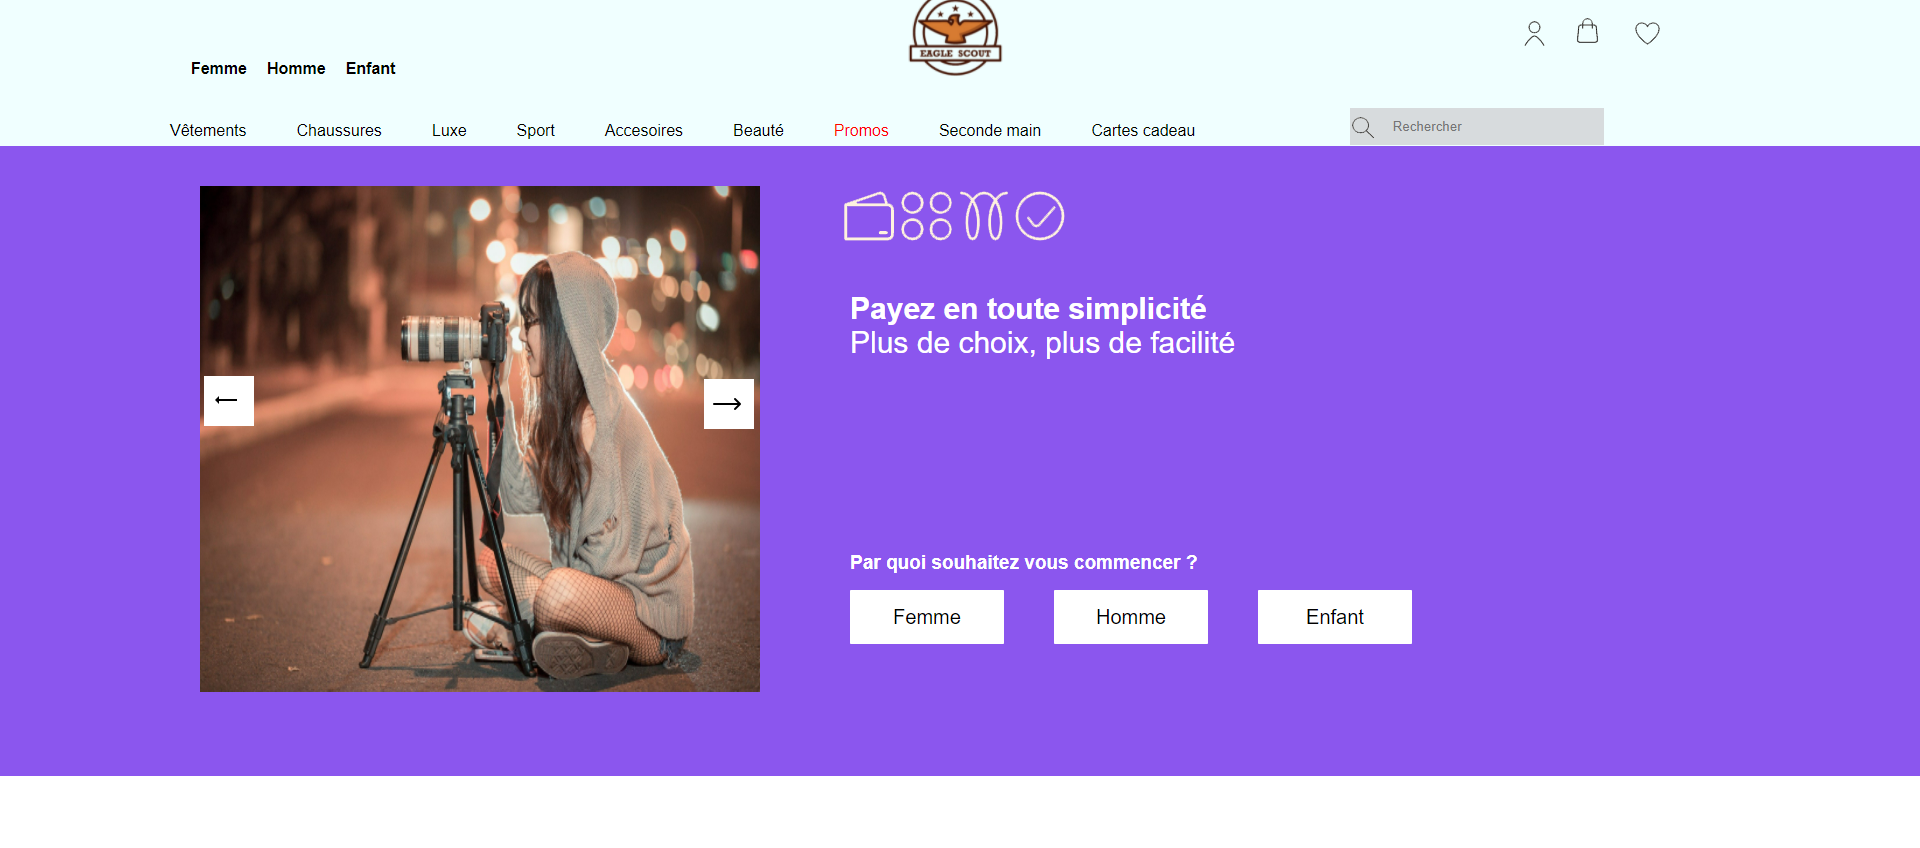 EAGLE SCOUT
Femme Homme Enfant
Vêtements Chaussures Luxe Sport Accesoires Beauté Promos Seconde main Cartes cadeau
Rechercher
Payez en toute simplicité
Plus de choix, plus de facilité
Par quoi souhaitez vous commencer ?
Femme Homme Enfant